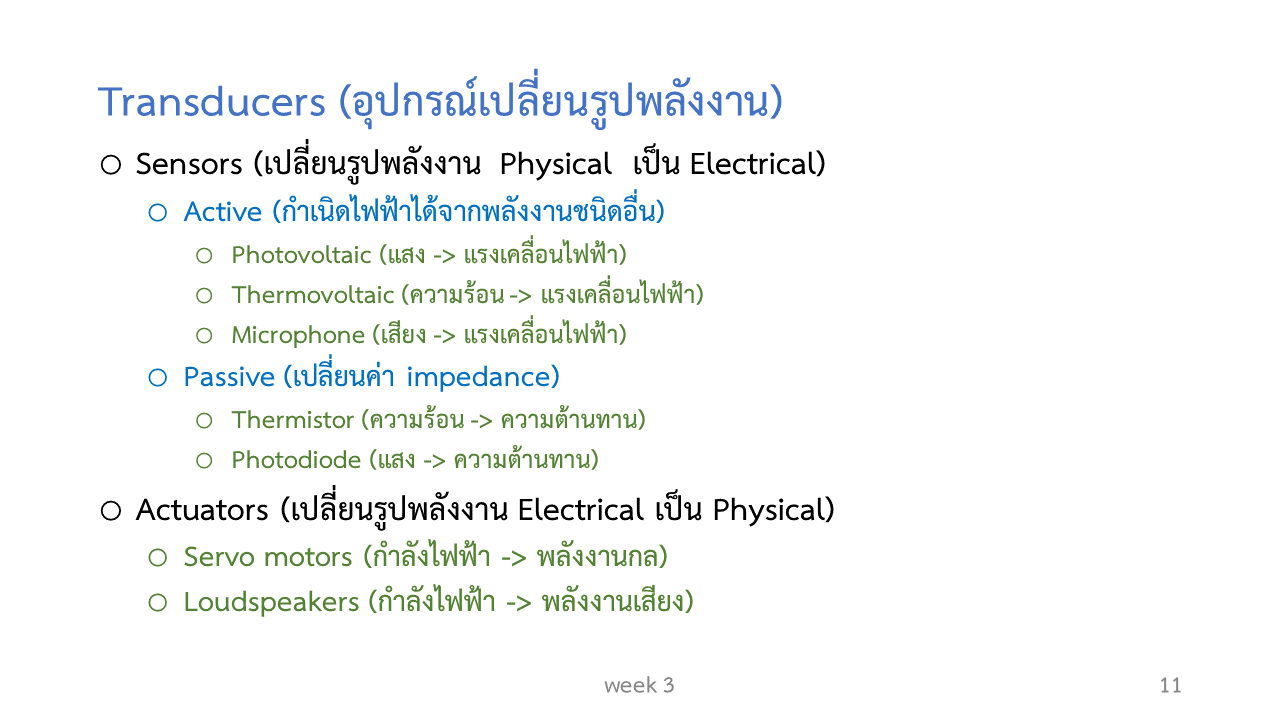 Transducers (อุปกรณ์เปลี่ยนรูปพลังงาน)
Sensors (เปลี่ยนรูปพลังงาน Physical เป็น Electrical)
Active (กำเนิดไฟฟ้าได้จากพลังงานชนิดอื่น)
Photovoltaic (แสง -> แรงเคลื่อนไฟฟ้า)
Thermovoltaic (ความร้อน -> แรงเคลื่อนไฟฟ้า)
Microphone (เสียง -> แรงเคลื่อนไฟฟ้า)
Passive (เปลี่ยนค่า impedance)
Thermistor (ความร้อน -> ความต้านทาน)
Photodiode (แสง -> ความต้านทาน)
Actuators (เปลี่ยนรูปพลังงาน Electrical เป็น Physical)
Servo motors (กำลังไฟฟ้า -> พลังงานกล)
Loudspeakers (กำลังไฟฟ้า -> พลังงานเสียง)
week 3
11